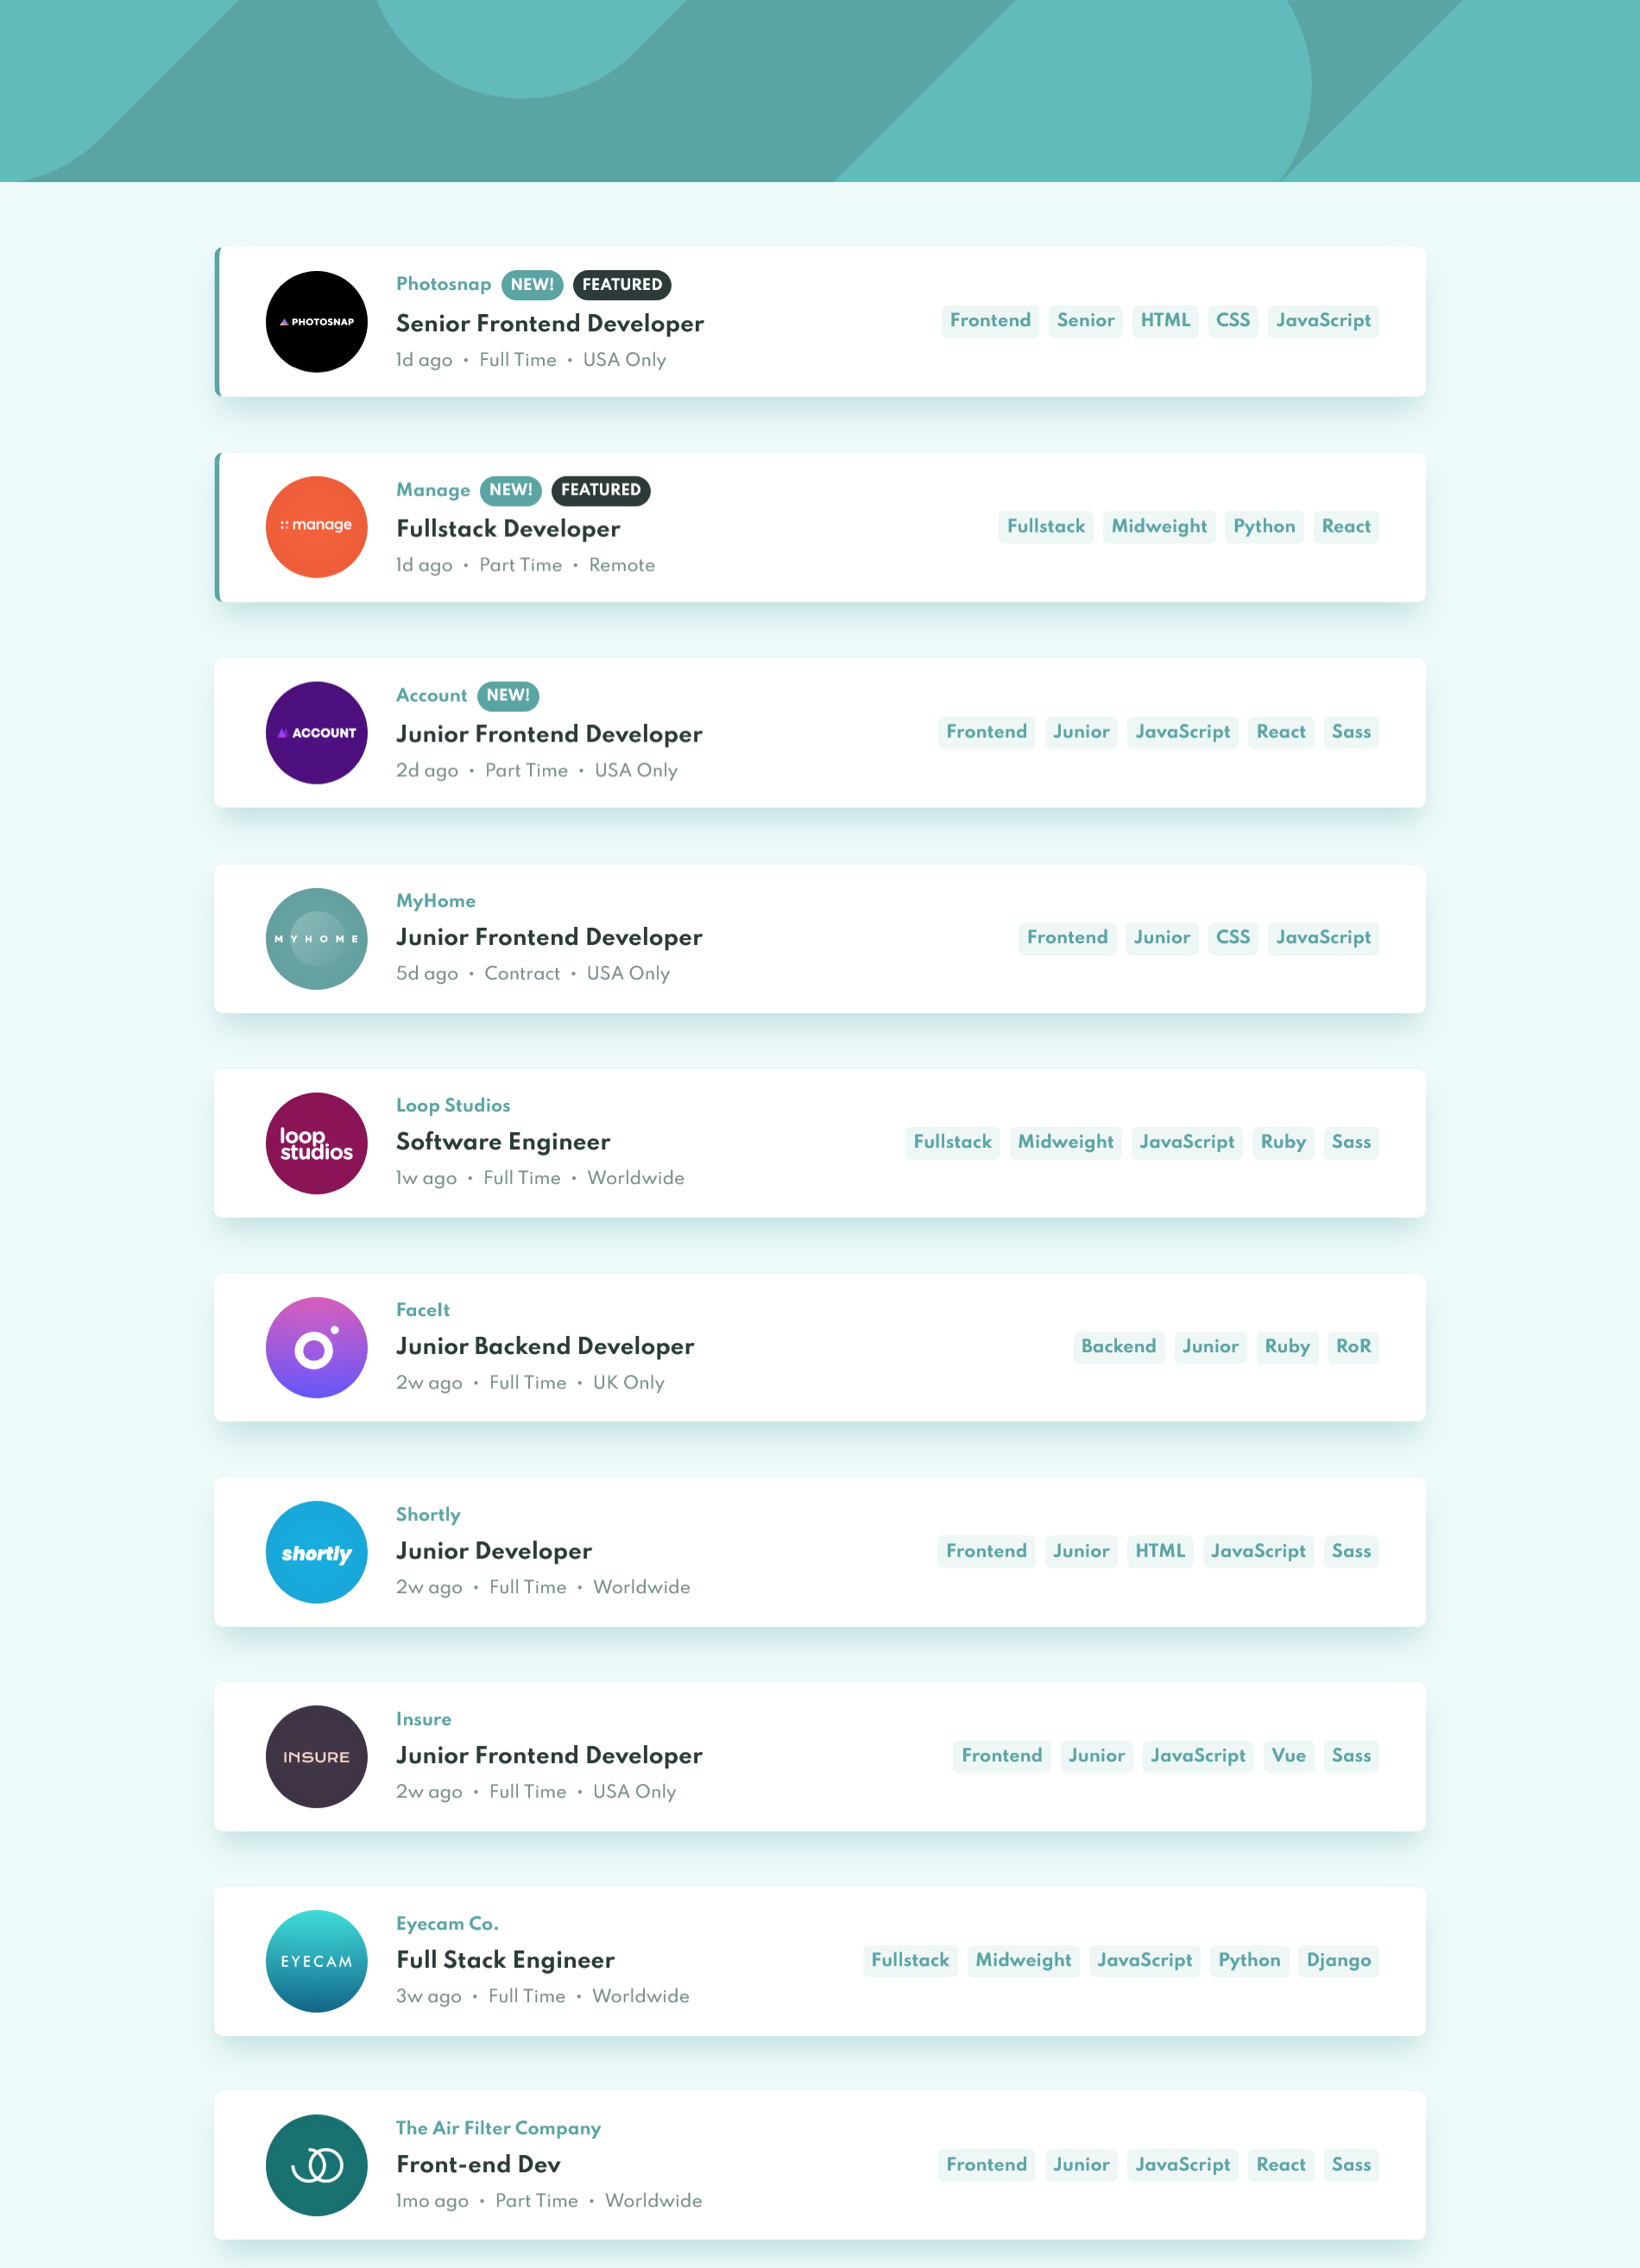 PHOTOSNAP
Photosnap NEW! FEATURED
Senior Frontend Developer
1d ago • Full Time • USA Only
Frontend Senior HTML CSS JavaScript
manage
Manage NEW! FEATURED
Fullstack Developer
1d ago • Part Time • Remote
Fullstack Midweight Python React
ACCOUNT
Account NEW!
Junior Frontend Developer
2d ago • Part Time • USA Only
Frontend Junior JavaScript React Sass
MYHOME
MyHome
Junior Frontend Developer
5d ago • Contract • USA Only
Frontend Junior CSS JavaScript
loop
studios
Loop Studios
Software Engineer
1w ago • Full Time • Worldwide
Fullstack Midweight JavaScript Ruby Sass
FaceIt
Junior Backend Developer
2w ago • Full Time • UK Only
Backend Junior Ruby RoR
shortly
Shortly
Junior Developer
2w ago • Full Time • Worldwide
Frontend Junior HTML JavaScript Sass
INSURE
Insure
Junior Frontend Developer
2w ago • Full Time • USA Only
Frontend Junior JavaScript Vue Sass
EYECAM
Eyecam Co.
Full Stack Engineer
3w ago • Full Time • Worldwide
Fullstack Midweight JavaScript Python Django
The Air Filter Company
Front-end Dev
1mo ago • Part Time • Worldwide
Frontend Junior JavaScript React Sass